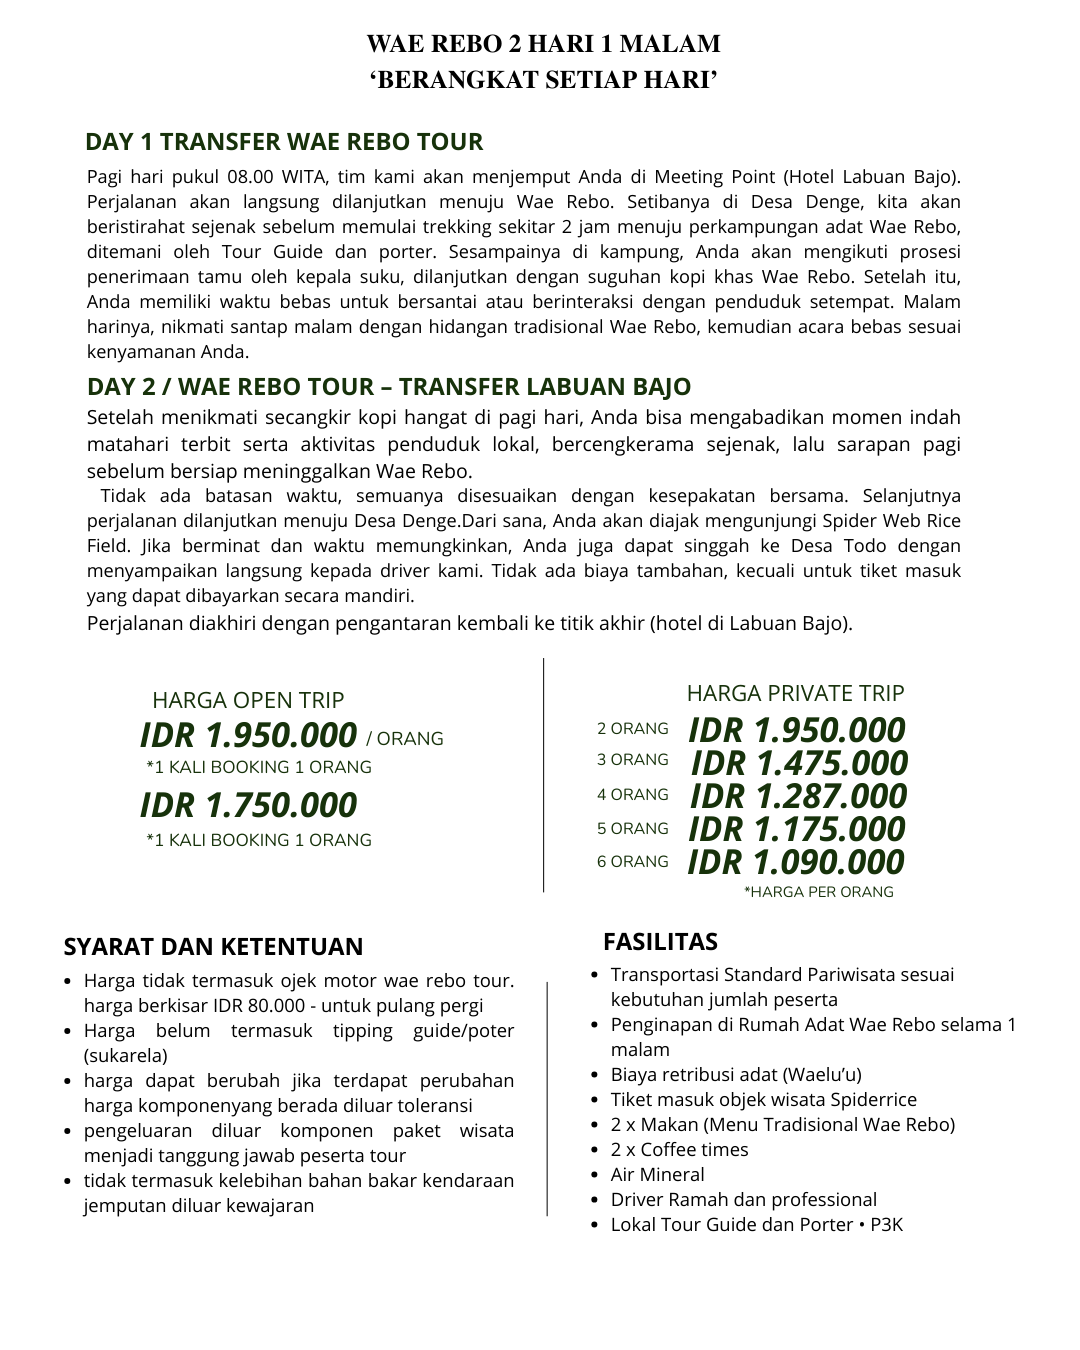 WAE REBO 2 HARI 1 MALAM
‘BERANGKAT SETIAP HARI’
DAY 1 TRANSFER WAE REBO TOUR
Pagi hari pukul 08.00 WITA, tim kami akan menjemput Anda di Meeting Point (Hotel Labuan Bajo).
Perjalanan akan langsung dilanjutkan menuju Wae Rebo. Setibanya di Desa Denge, kita akan
beristirahat sejenak sebelum memulai trekking sekitar 2 jam menuju perkampungan adat Wae Rebo,
ditemani oleh Tour Guide dan porter. Sesampainya di kampung, Anda akan mengikuti prosesi
penerimaan tamu oleh kepala suku, dilanjutkan dengan suguhan kopi khas Wae Rebo. Setelah itu,
Anda memiliki waktu bebas untuk bersantai atau berinteraksi dengan penduduk setempat. Malam
harinya, nikmati santap malam dengan hidangan tradisional Wae Rebo, kemudian acara bebas sesuai
kenyamanan Anda.
DAY 2 / WAE REBO TOUR – TRANSFER LABUAN BAJO
Setelah menikmati secangkir kopi hangat di pagi hari, Anda bisa mengabadikan momen indah
matahari terbit serta aktivitas penduduk lokal, bercengkerama sejenak, lalu sarapan pagi
sebelum bersiap meninggalkan Wae Rebo.
Tidak ada batasan waktu, semuanya disesuaikan dengan kesepakatan bersama. Selanjutnya
perjalanan dilanjutkan menuju Desa Denge.Dari sana, Anda akan diajak mengunjungi Spider Web Rice
Field. Jika berminat dan waktu memungkinkan, Anda juga dapat singgah ke Desa Todo dengan
menyampaikan langsung kepada driver kami. Tidak ada biaya tambahan, kecuali untuk tiket masuk
yang dapat dibayarkan secara mandiri.
Perjalanan diakhiri dengan pengantaran kembali ke titik akhir (hotel di Labuan Bajo).
HARGA OPEN TRIP
IDR 1.950.000 / ORANG
*1 KALI BOOKING 1 ORANG
IDR 1.750.000
*1 KALI BOOKING 1 ORANG
HARGA PRIVATE TRIP
2 ORANG IDR 1.950.000
3 ORANG IDR 1.475.000
4 ORANG IDR 1.287.000
5 ORANG IDR 1.175.000
6 ORANG IDR 1.090.000
*HARGA PER ORANG
SYARAT DAN KETENTUAN
• Harga tidak termasuk ojek motor wae rebo tour.
harga berkisar IDR 80.000 - untuk pulang pergi
• Harga belum termasuk tipping guide/poter
(sukarela)
• harga dapat berubah jika terdapat perubahan
harga komponenyang berada diluar toleransi
• pengeluaran diluar komponen paket wisata
menjadi tanggung jawab peserta tour
• tidak termasuk kelebihan bahan bakar kendaraan
jemputan diluar kewajaran
FASILITAS
• Transportasi Standard Pariwisata sesuai
kebutuhan jumlah peserta
• Penginapan di Rumah Adat Wae Rebo selama 1
malam
• Biaya retribusi adat (Waelu’u)
• Tiket masuk objek wisata Spiderrice
• 2 x Makan (Menu Tradisional Wae Rebo)
• 2 x Coffee times
• Air Mineral
• Driver Ramah dan professional
• Lokal Tour Guide dan Porter • P3K